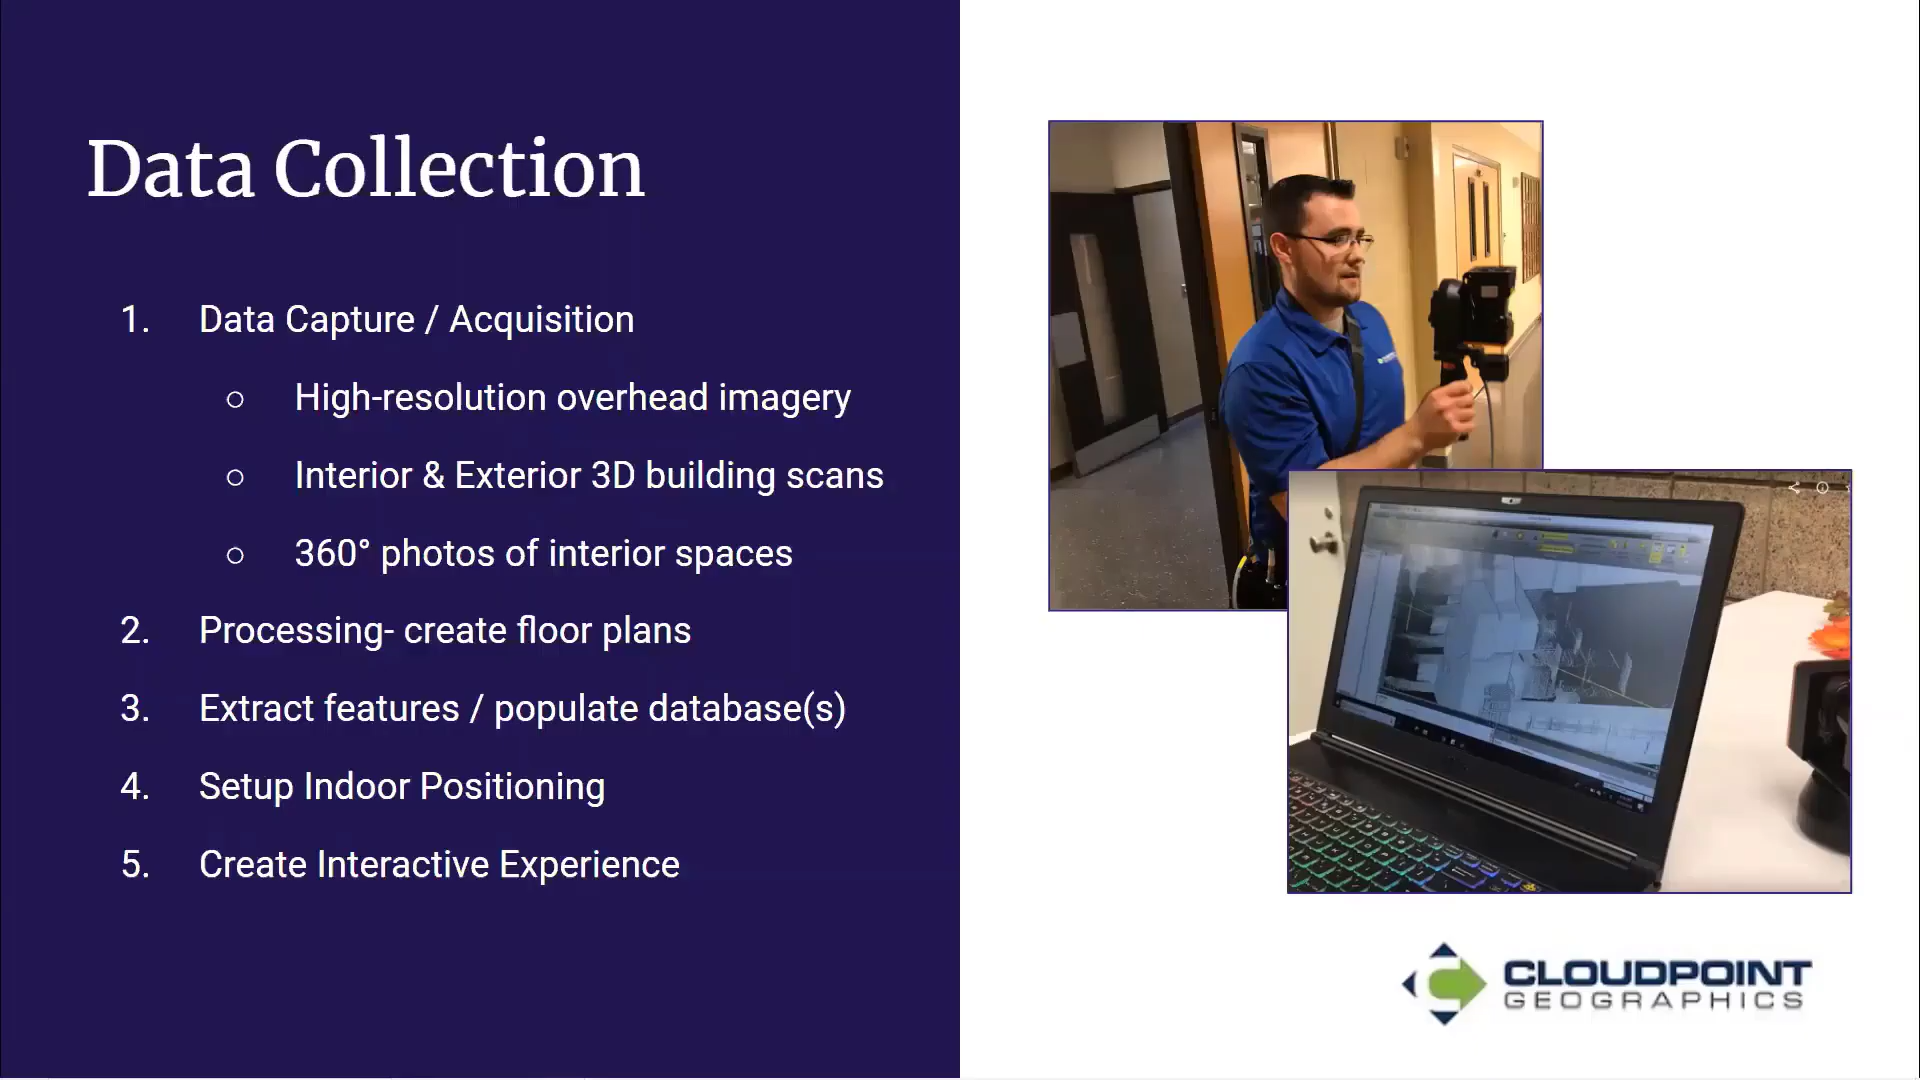 Data Collection
1. Data Capture / Acquisition
○ High-resolution overhead imagery
○ Interior & Exterior 3D building scans
○ 360° photos of interior spaces
2. Processing- create floor plans
3. Extract features / populate database(s)
4. Setup Indoor Positioning
5. Create Interactive Experience
CLOUDPOINT
GEOGRAPHICS